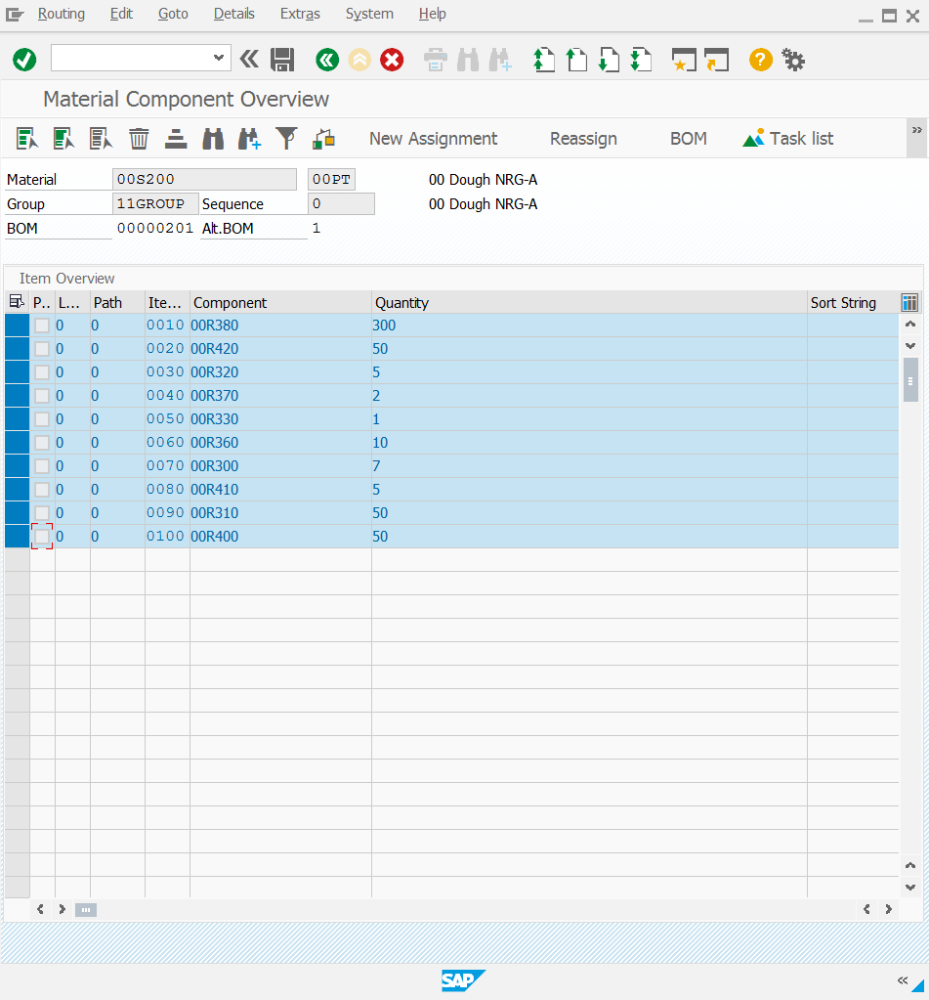 Routing Edit Goto Details Extras System Help
Material Component Overview
New Assignment Reassign BOM Task list
Material 00S200 00PT 00 Dough NRG-A
Group 11GROUP Sequence 0 00 Dough NRG-A
BOM 00000201 Alt.BOM 1
Item Overview
P.. L... Path Ite... Component Quantity Sort String
0 0 0010 00R380 300
0 0 0020 00R420 50
0 0 0030 00R320 5
0 0 0040 00R370 2
0 0 0050 00R330 1
0 0 0060 00R360 10
0 0 0070 00R300 7
0 0 0080 00R410 5
0 0 0090 00R310 50
0 0 0100 00R400 50
SAP